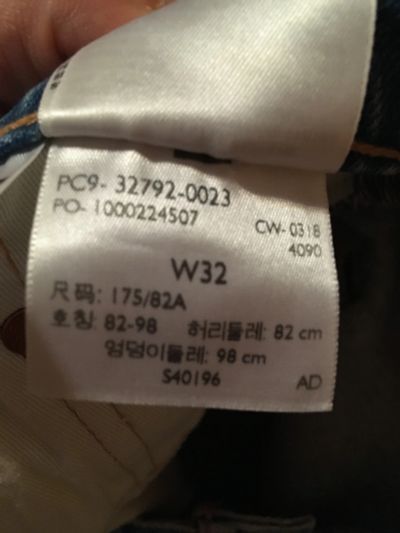 PC9- 32792-0023
PO- 1000224507
CW- 0318
4090
W32
尺码: 175/82A
호칭: 82-98 허리둘레: 82 cm
엉덩이둘레: 98 cm
S40196 AD